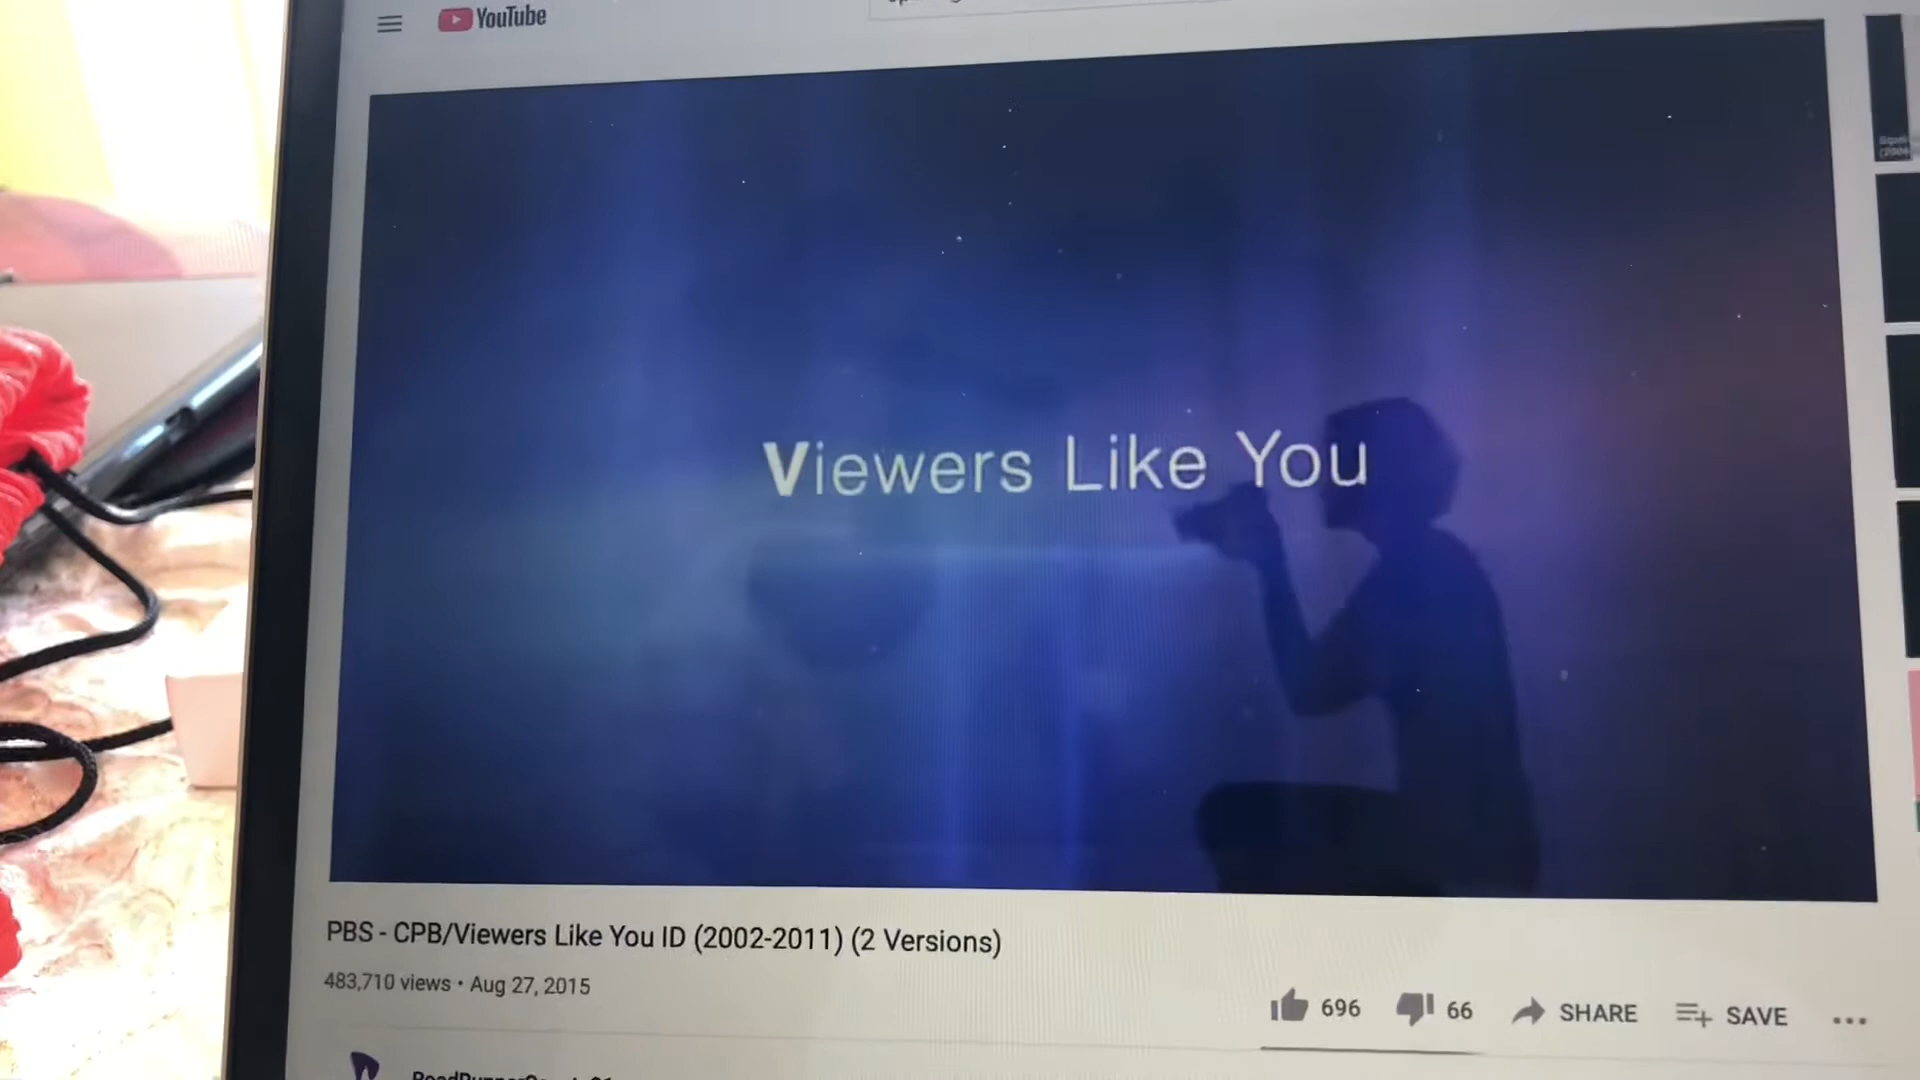 YouTube
Viewers Like You
PBS - CPB/Viewers Like You ID (2002-2011) (2 Versions)
483,710 views • Aug 27, 2015
696 66 SHARE SAVE